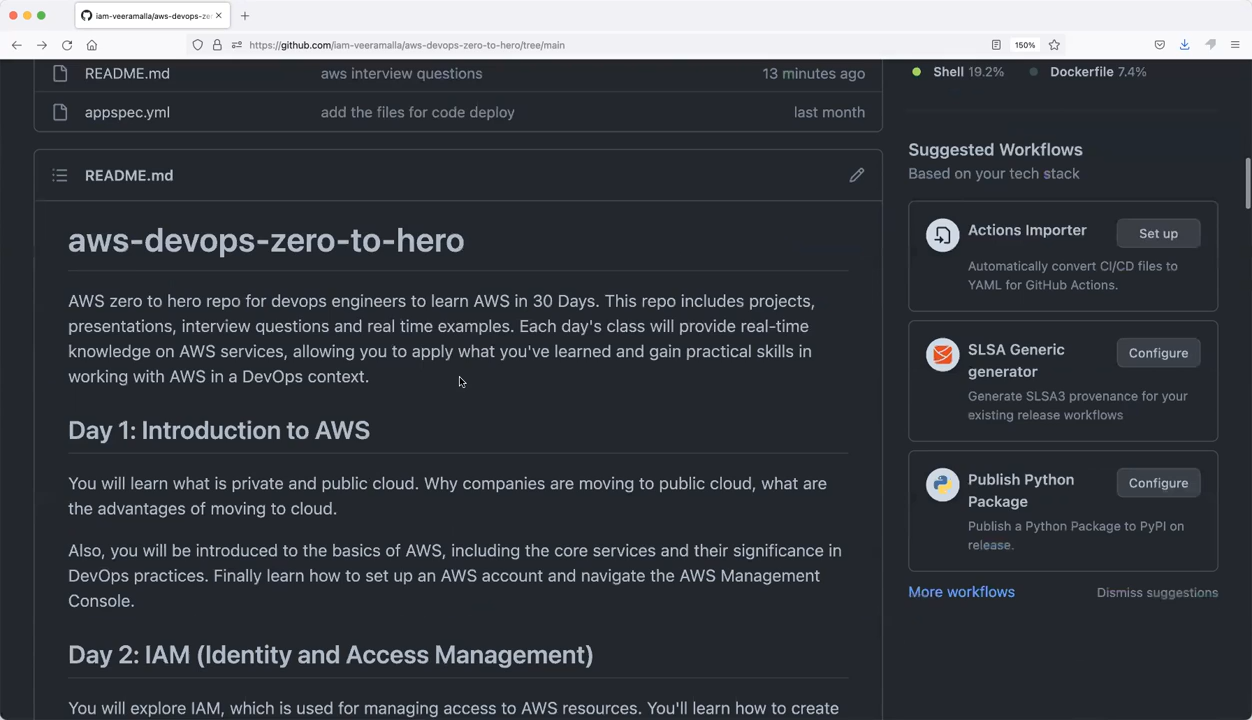 iam-veeramalla/aws-devops-zer
https://github.com/iam-veeramalla/aws-devops-zero-to-hero/tree/main
150%
README.md aws interview questions 13 minutes ago
appspec.yml add the files for code deploy last month
README.md
aws-devops-zero-to-hero
AWS zero to hero repo for devops engineers to learn AWS in 30 Days. This repo includes projects,
presentations, interview questions and real time examples. Each day's class will provide real-time
knowledge on AWS services, allowing you to apply what you've learned and gain practical skills in
working with AWS in a DevOps context.
Day 1: Introduction to AWS
You will learn what is private and public cloud. Why companies are moving to public cloud, what are
the advantages of moving to cloud.
Also, you will be introduced to the basics of AWS, including the core services and their significance in
DevOps practices. Finally learn how to set up an AWS account and navigate the AWS Management
Console.
Day 2: IAM (Identity and Access Management)
You will explore IAM, which is used for managing access to AWS resources. You'll learn how to create
Shell 19.2% Dockerfile 7.4%
Suggested Workflows
Based on your tech stack
Actions Importer
Set up
Automatically convert CI/CD files to
YAML for GitHub Actions.
SLSA Generic
generator
Configure
Generate SLSA3 provenance for your
existing release workflows
Publish Python
Package
Configure
Publish a Python Package to PyPI on
release.
More workflows Dismiss suggestions